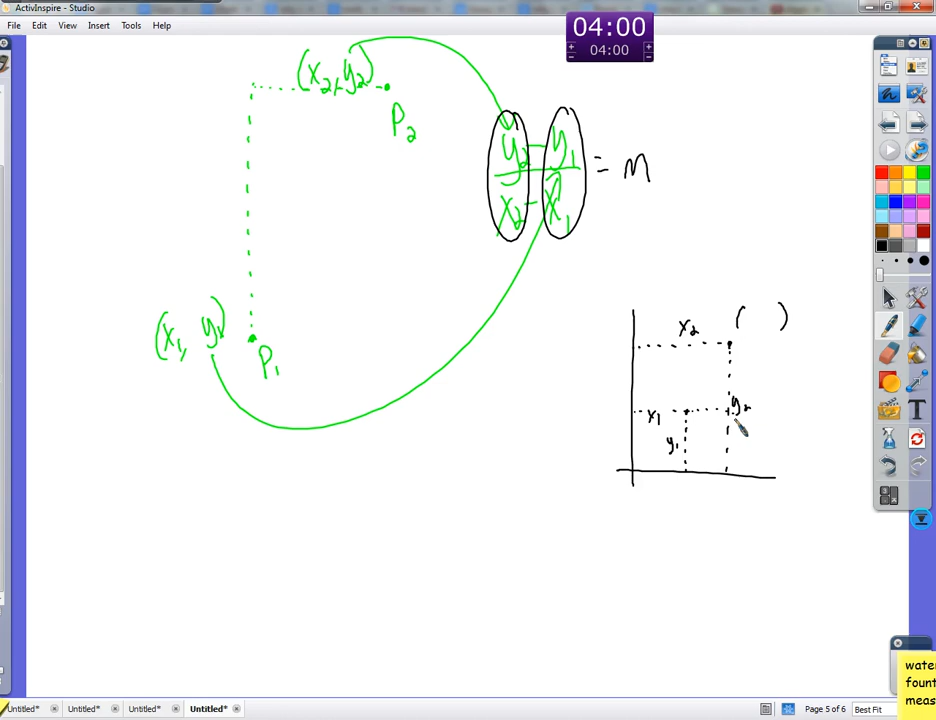 ActivInspire - Studio
File Edit View Insert Tools Help
04:00
04:00
(x₂, y₂)
P₂
y₂ - y₁
x₂ - x₁
= m
(x₁, y₁)
P₁
x₂ ( )
x₁ y₂
y₁
water
fount
meas
Untitled* Untitled* Untitled* Untitled*
Page 5 of 6 Best Fit